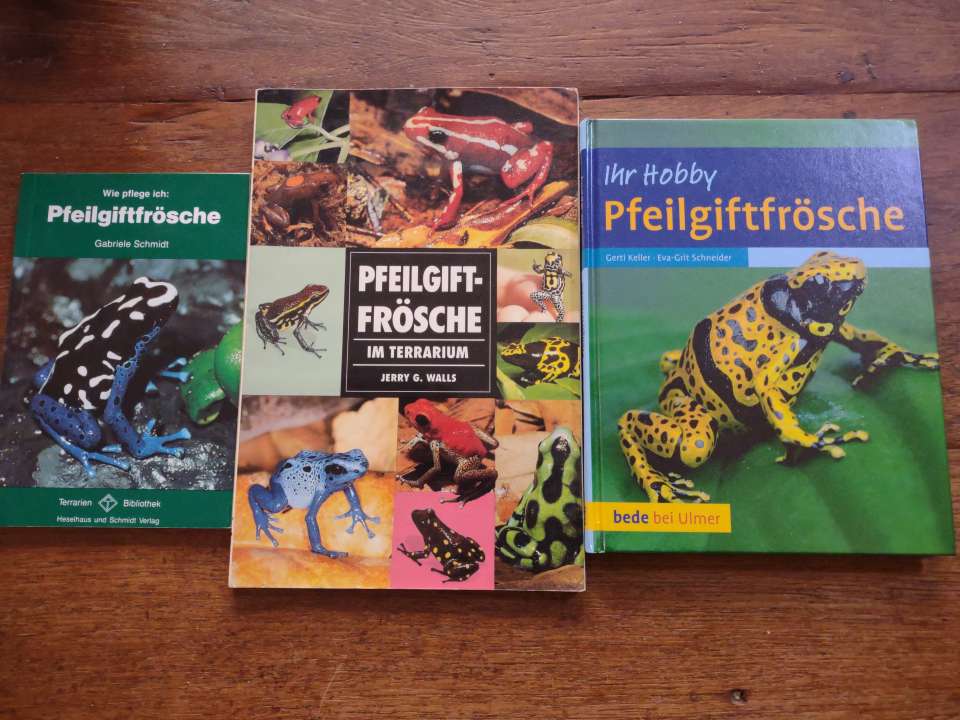 Wie pflege ich:
Pfeilgiftfrösche
Gabriele Schmidt
Terrarien Bibliothek
Heselhaus und Schmidt Verlag
PFEILGIFT-
FRÖSCHE
IM TERRARIUM
JERRY G. WALLS
Ihr Hobby
Pfeilgiftfrösche
Gertl Keller · Eva-Grit Schneider
bede bei Ulmer